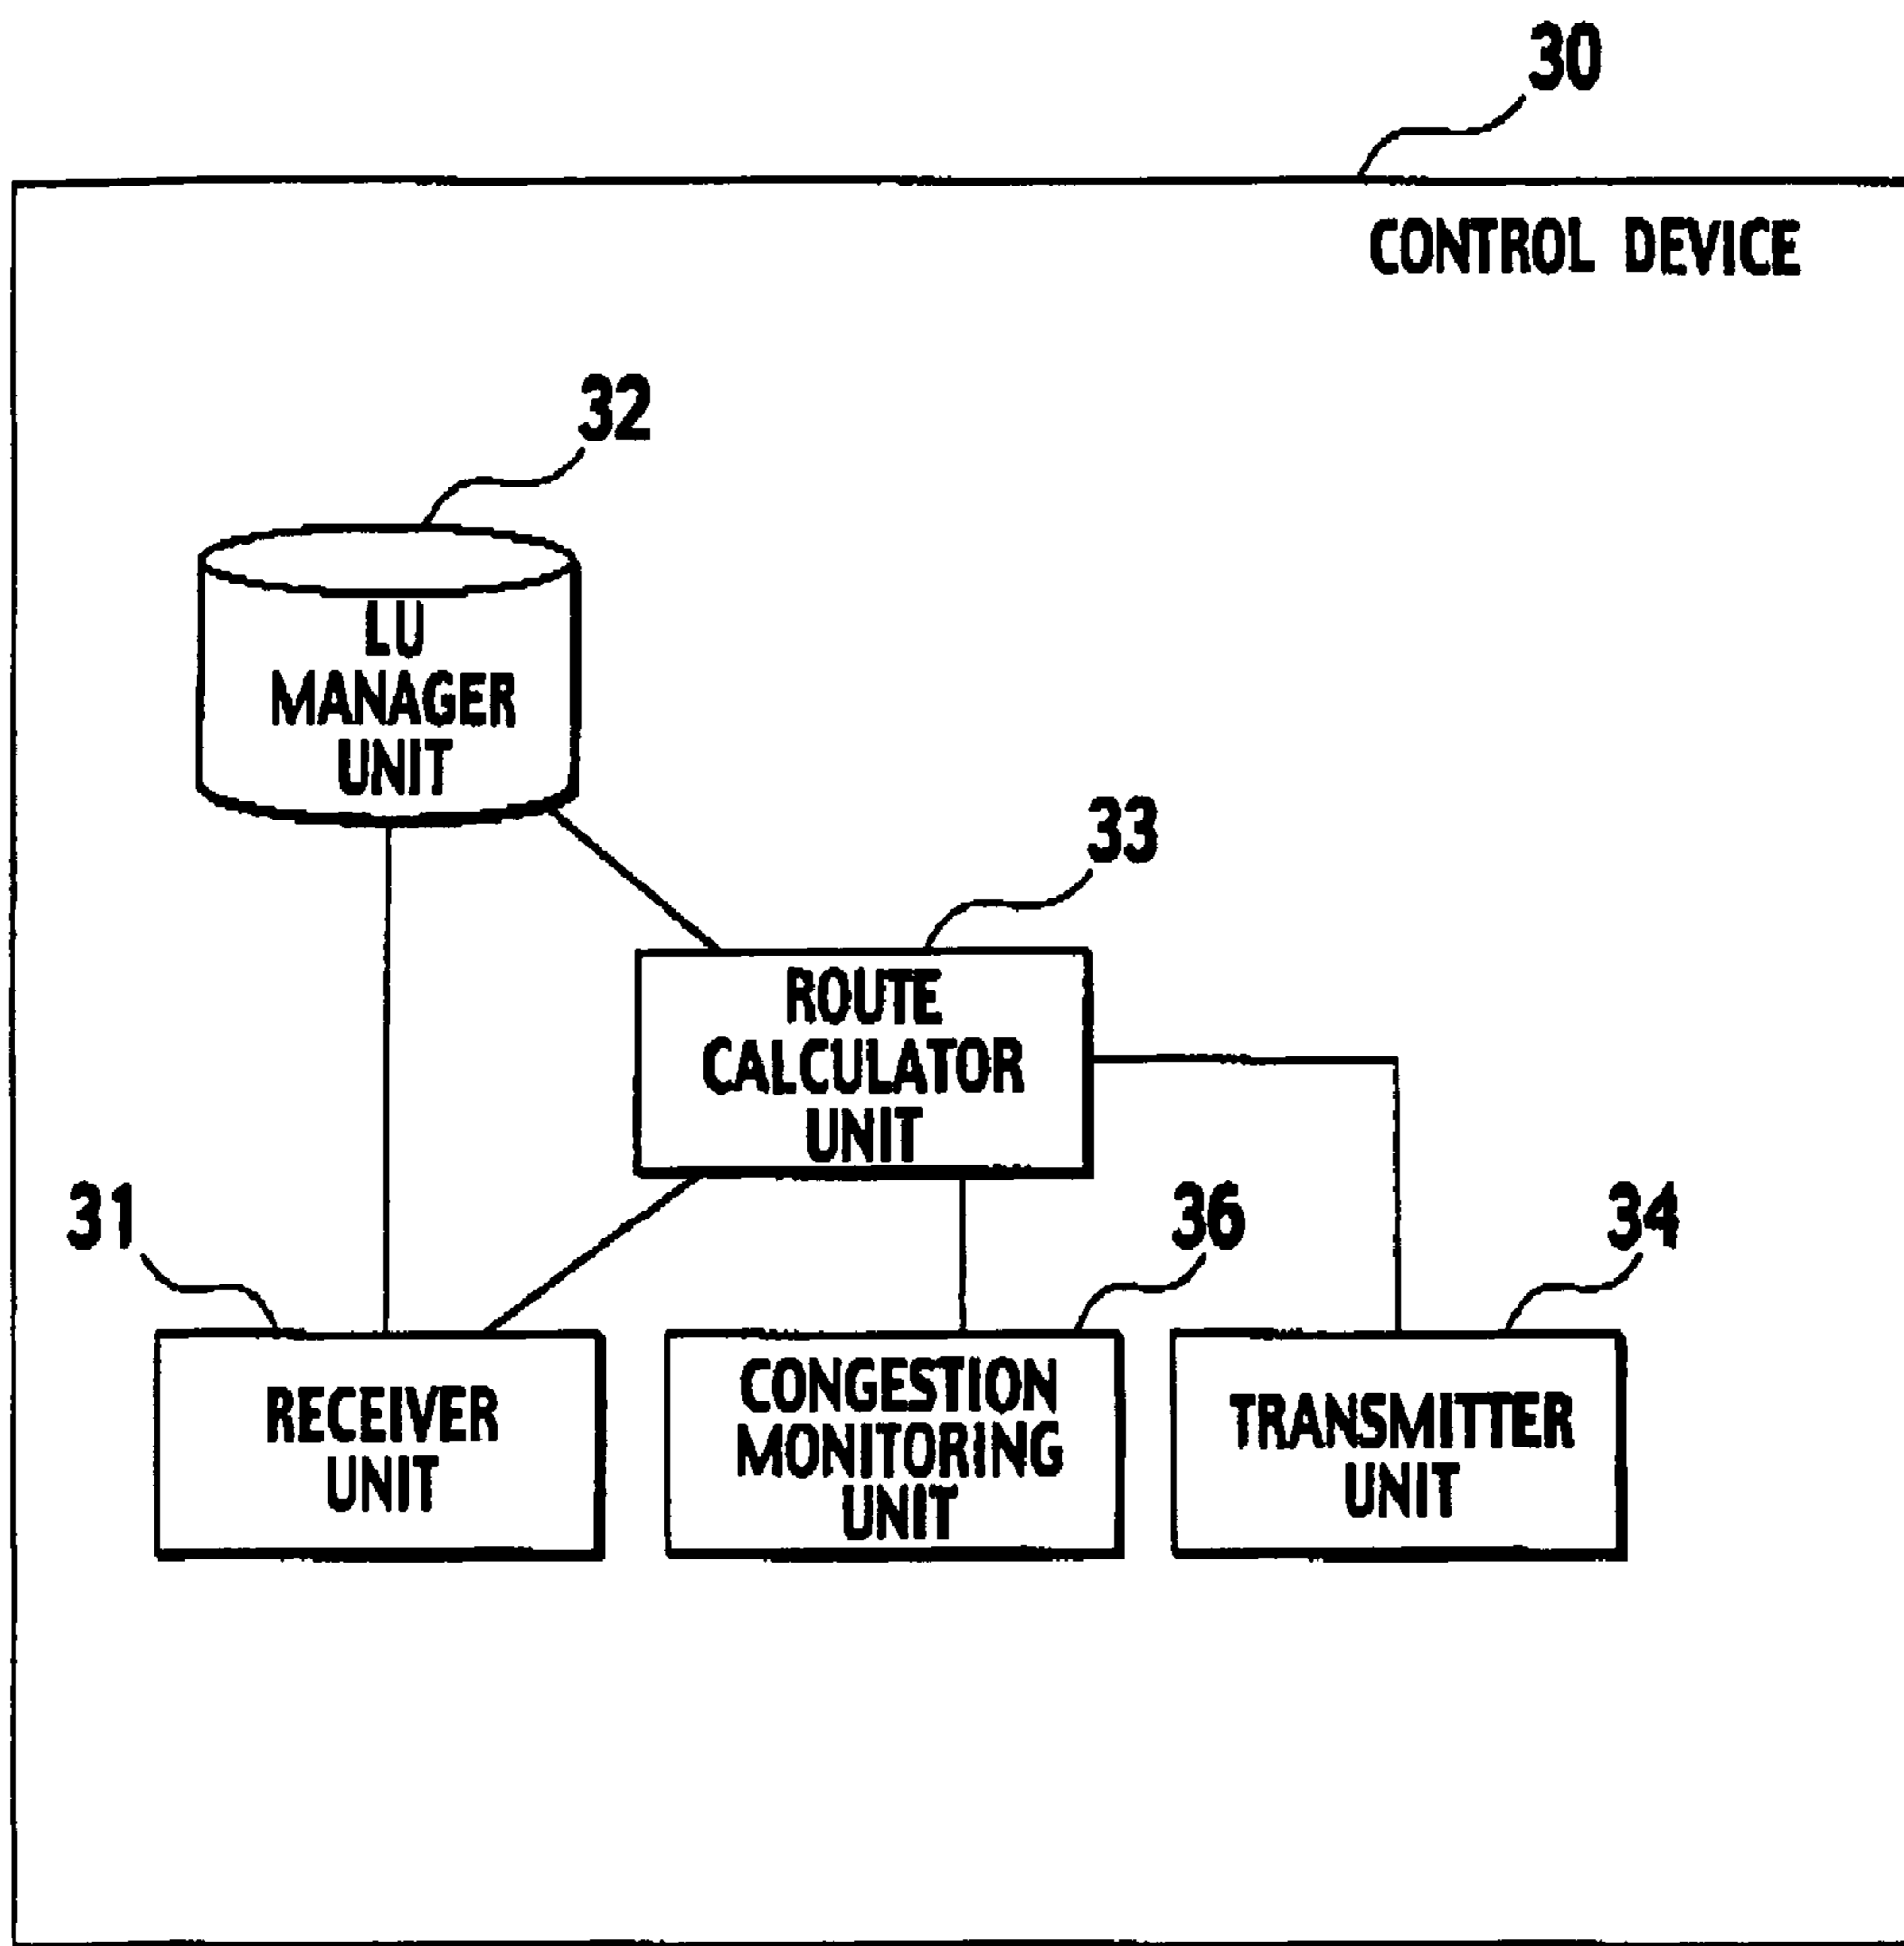 30
CONTROL DEVICE
32
LU
MANAGER
UNIT
33
ROUTE
CALCULATOR
UNIT
31
36
34
RECEIVER
UNIT
CONGESTION
MONITORING
UNIT
TRANSMITTER
UNIT